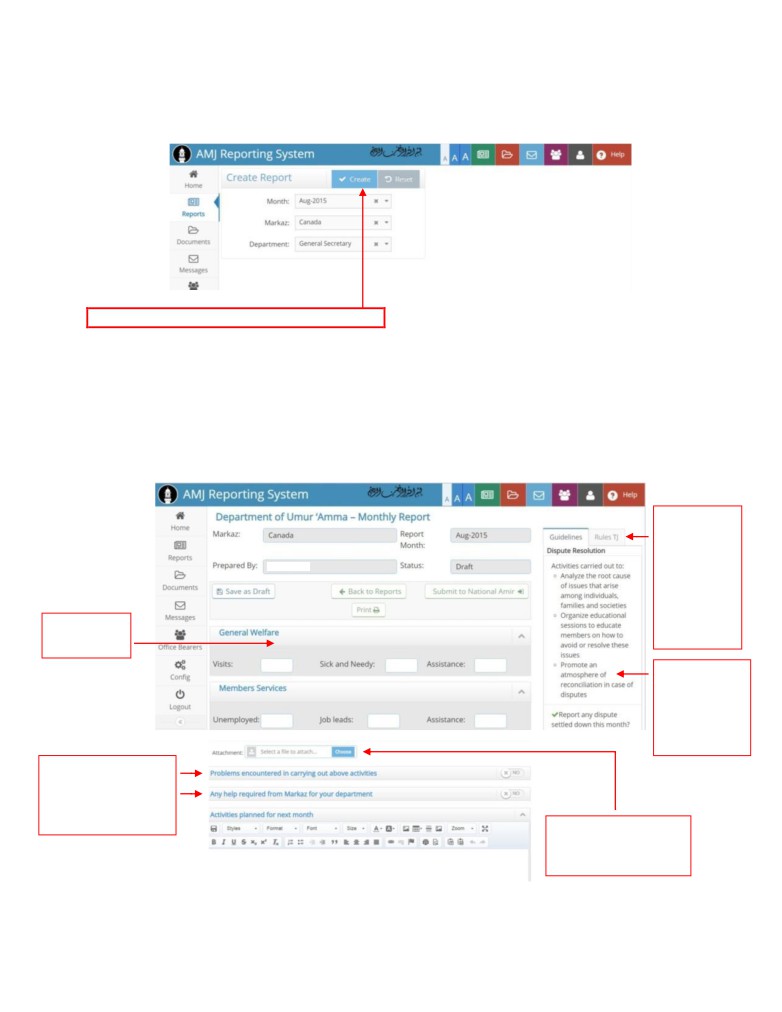 AMJ Reporting System
A A A
Help
Home
Reports
Documents
Messages
Create Report
Create
Reset
Month: Aug-2015
Markaz: Canada
Department: General Secretary
AMJ Reporting System
A A A
Help
Home
Reports
Documents
Messages
Office Bearers
Config
Logout
Department of Umur ‘Amma – Monthly Report
Markaz: Canada
Report
Month: Aug-2015
Prepared By:
Status: Draft
Save as Draft
Back to Reports
Submit to National Amir
Print
General Welfare
Visits: Sick and Needy: Assistance:
Members Services
Unemployed: Job leads: Assistance:
Guidelines
Dispute Resolution
Activities carried out to:
Analyze the root cause
of issues that arise
among individuals,
families and societies
Organize educational
sessions to educate
members on how to
avoid or resolve these
issues
Promote an
atmosphere of
reconciliation in case of
disputes
Report any dispute
settled down this month?
Attachment: Select a file to attach... Choose
Problems encountered in carrying out above activities
NO
Any help required from Markaz for your department
NO
Activities planned for next month
Styles Format Font Size A A Zoom
B I U S x₂ x² Tx